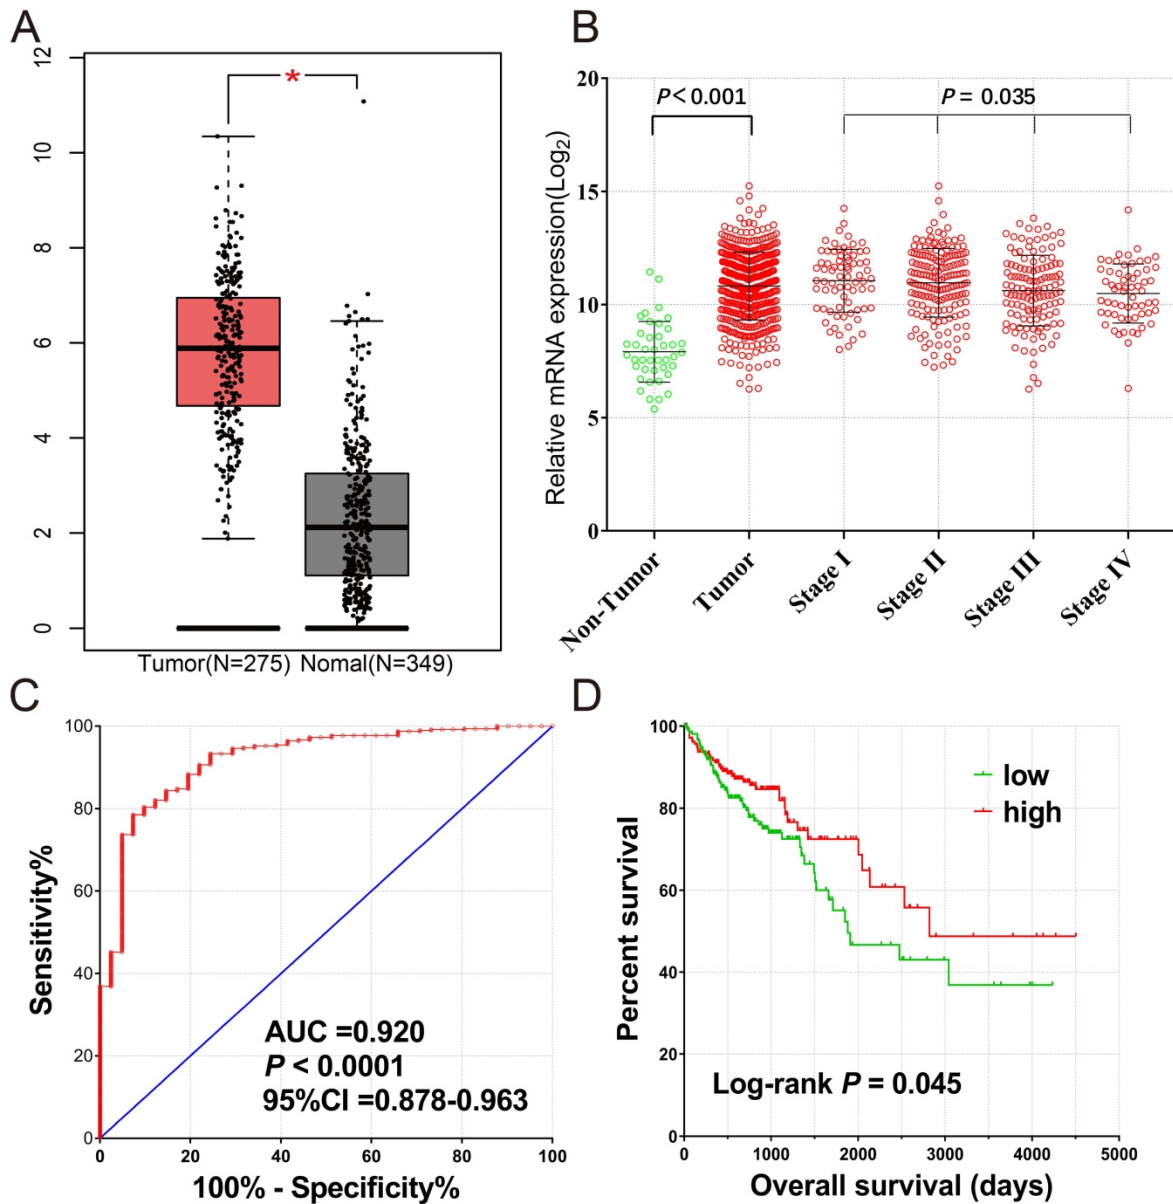 A
12
10
8
6
4
2
0
*
Tumor(N=275) Nomal(N=349)
B
Relative mRNA expression(Log2)
20
15
10
5
0
P < 0.001
P = 0.035
Non-Tumor
Tumor
Stage I
Stage II
Stage III
Stage IV
C
Sensitivity%
100
80
60
40
20
0
AUC =0.920
P < 0.0001
95%CI =0.878-0.963
0 20 40 60 80 100
100% - Specificity%
D
Percent survival
100
80
60
40
20
0
low
high
Log-rank P = 0.045
0 1000 2000 3000 4000 5000
Overall survival (days)